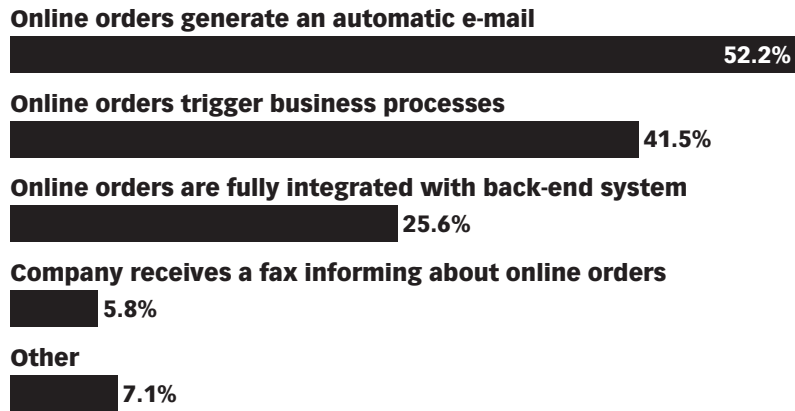 Online orders generate an automatic e-mail
52.2%
Online orders trigger business processes
41.5%
Online orders are fully integrated with back-end system
25.6%
Company receives a fax informing about online orders
5.8%
Other
7.1%